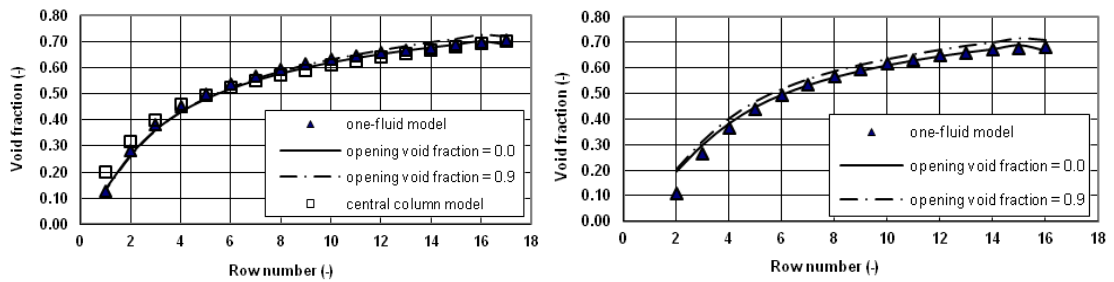 0.80
0.70
0.60
0.50
0.40
0.30
0.20
0.10
0.00
Void fraction (-)
0 2 4 6 8 10 12 14 16 18
Row number (-)
one-fluid model
opening void fraction = 0.0
opening void fraction = 0.9
central column model
0.80
0.70
0.60
0.50
0.40
0.30
0.20
0.10
0.00
Void fraction (-)
0 2 4 6 8 10 12 14 16 18
Row number (-)
one-fluid model
opening void fraction = 0.0
opening void fraction = 0.9